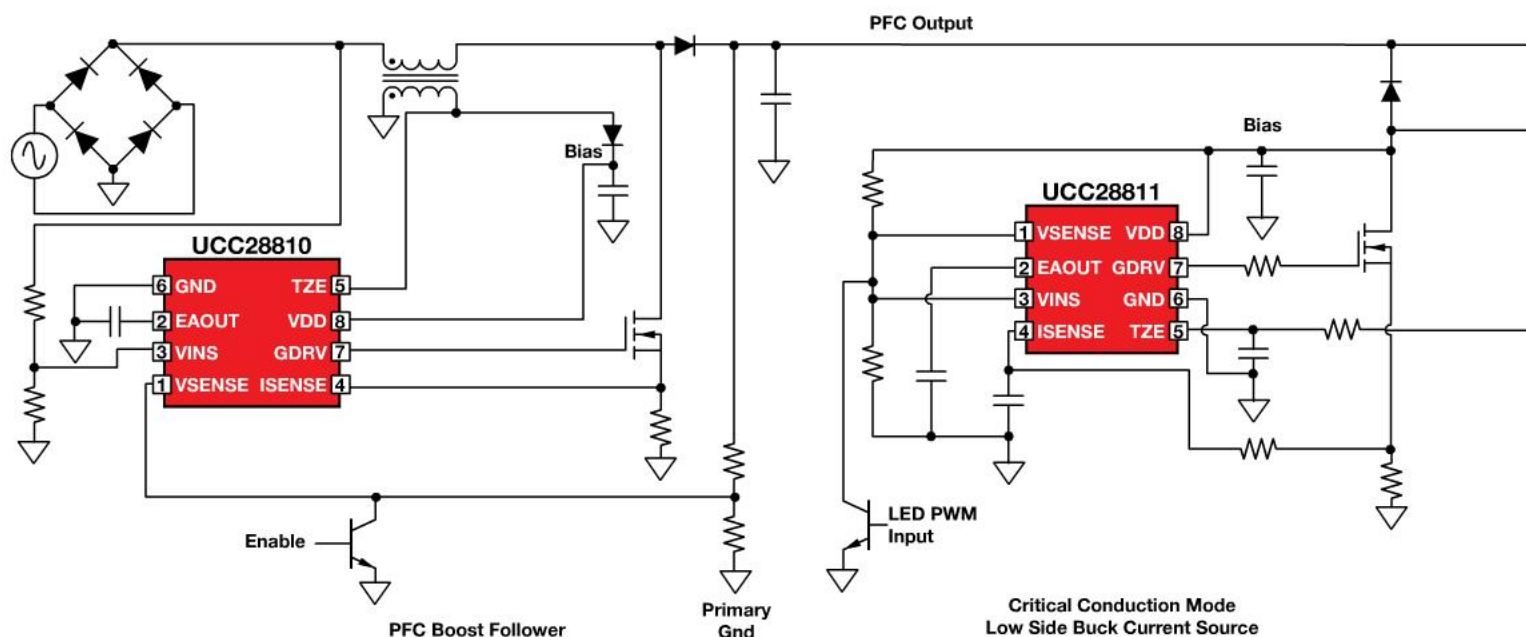 PFC Output
Bias
Bias
UCC28810
6 GND TZE 5
2 EAOUT VDD 8
3 VINS GDRV 7
1 VSENSE ISENSE 4
UCC28811
1 VSENSE VDD 8
2 EAOUT GDRV 7
3 VINS GND 6
4 ISENSE TZE 5
Enable
LED PWM
Input
Primary
Gnd
PFC Boost Follower
Critical Conduction Mode
Low Side Buck Current Source